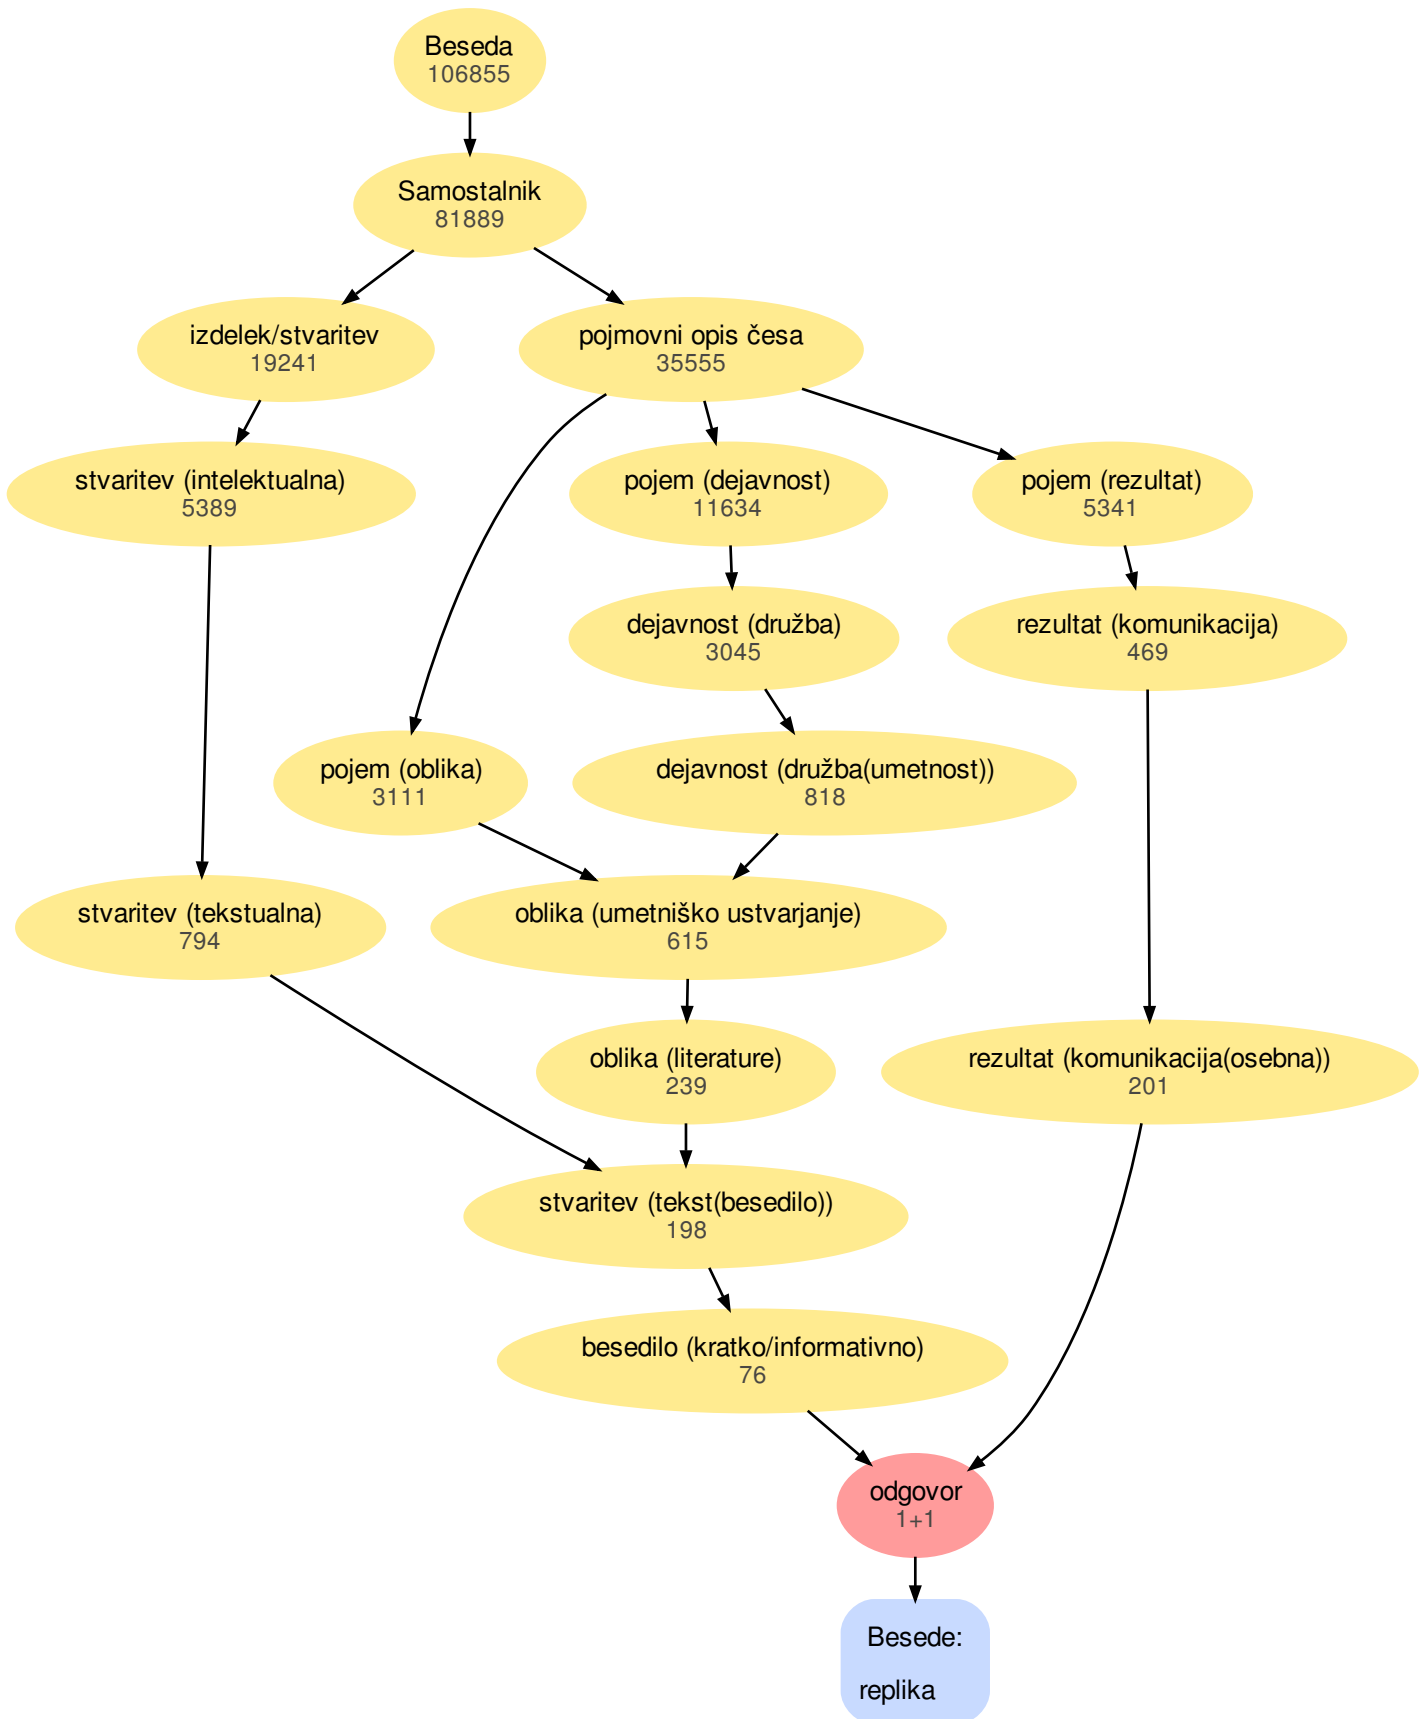 Beseda
106855
Samostalnik
81889
izdelek/stvaritev
19241
pojmovni opis česa
35555
stvaritev (intelektualna)
5389
pojem (dejavnost)
11634
pojem (rezultat)
5341
dejavnost (družba)
3045
rezultat (komunikacija)
469
pojem (oblika)
3111
dejavnost (družba(umetnost))
818
stvaritev (tekstualna)
794
oblika (umetniško ustvarjanje)
615
oblika (literature)
239
rezultat (komunikacija(osebna))
201
stvaritev (tekst(besedilo))
198
besedilo (kratko/informativno)
76
odgovor
1+1
Besede:
replika